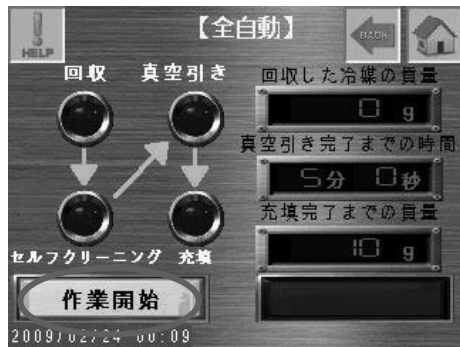 【全自動】
HELP
BACK
回収 真空引き
セルフクリーニング 充填
作業開始
回収した冷媒の質量
0 g
真空引き完了までの時間
5分 0秒
充填完了までの質量
10 g
2009/02/24 00:09